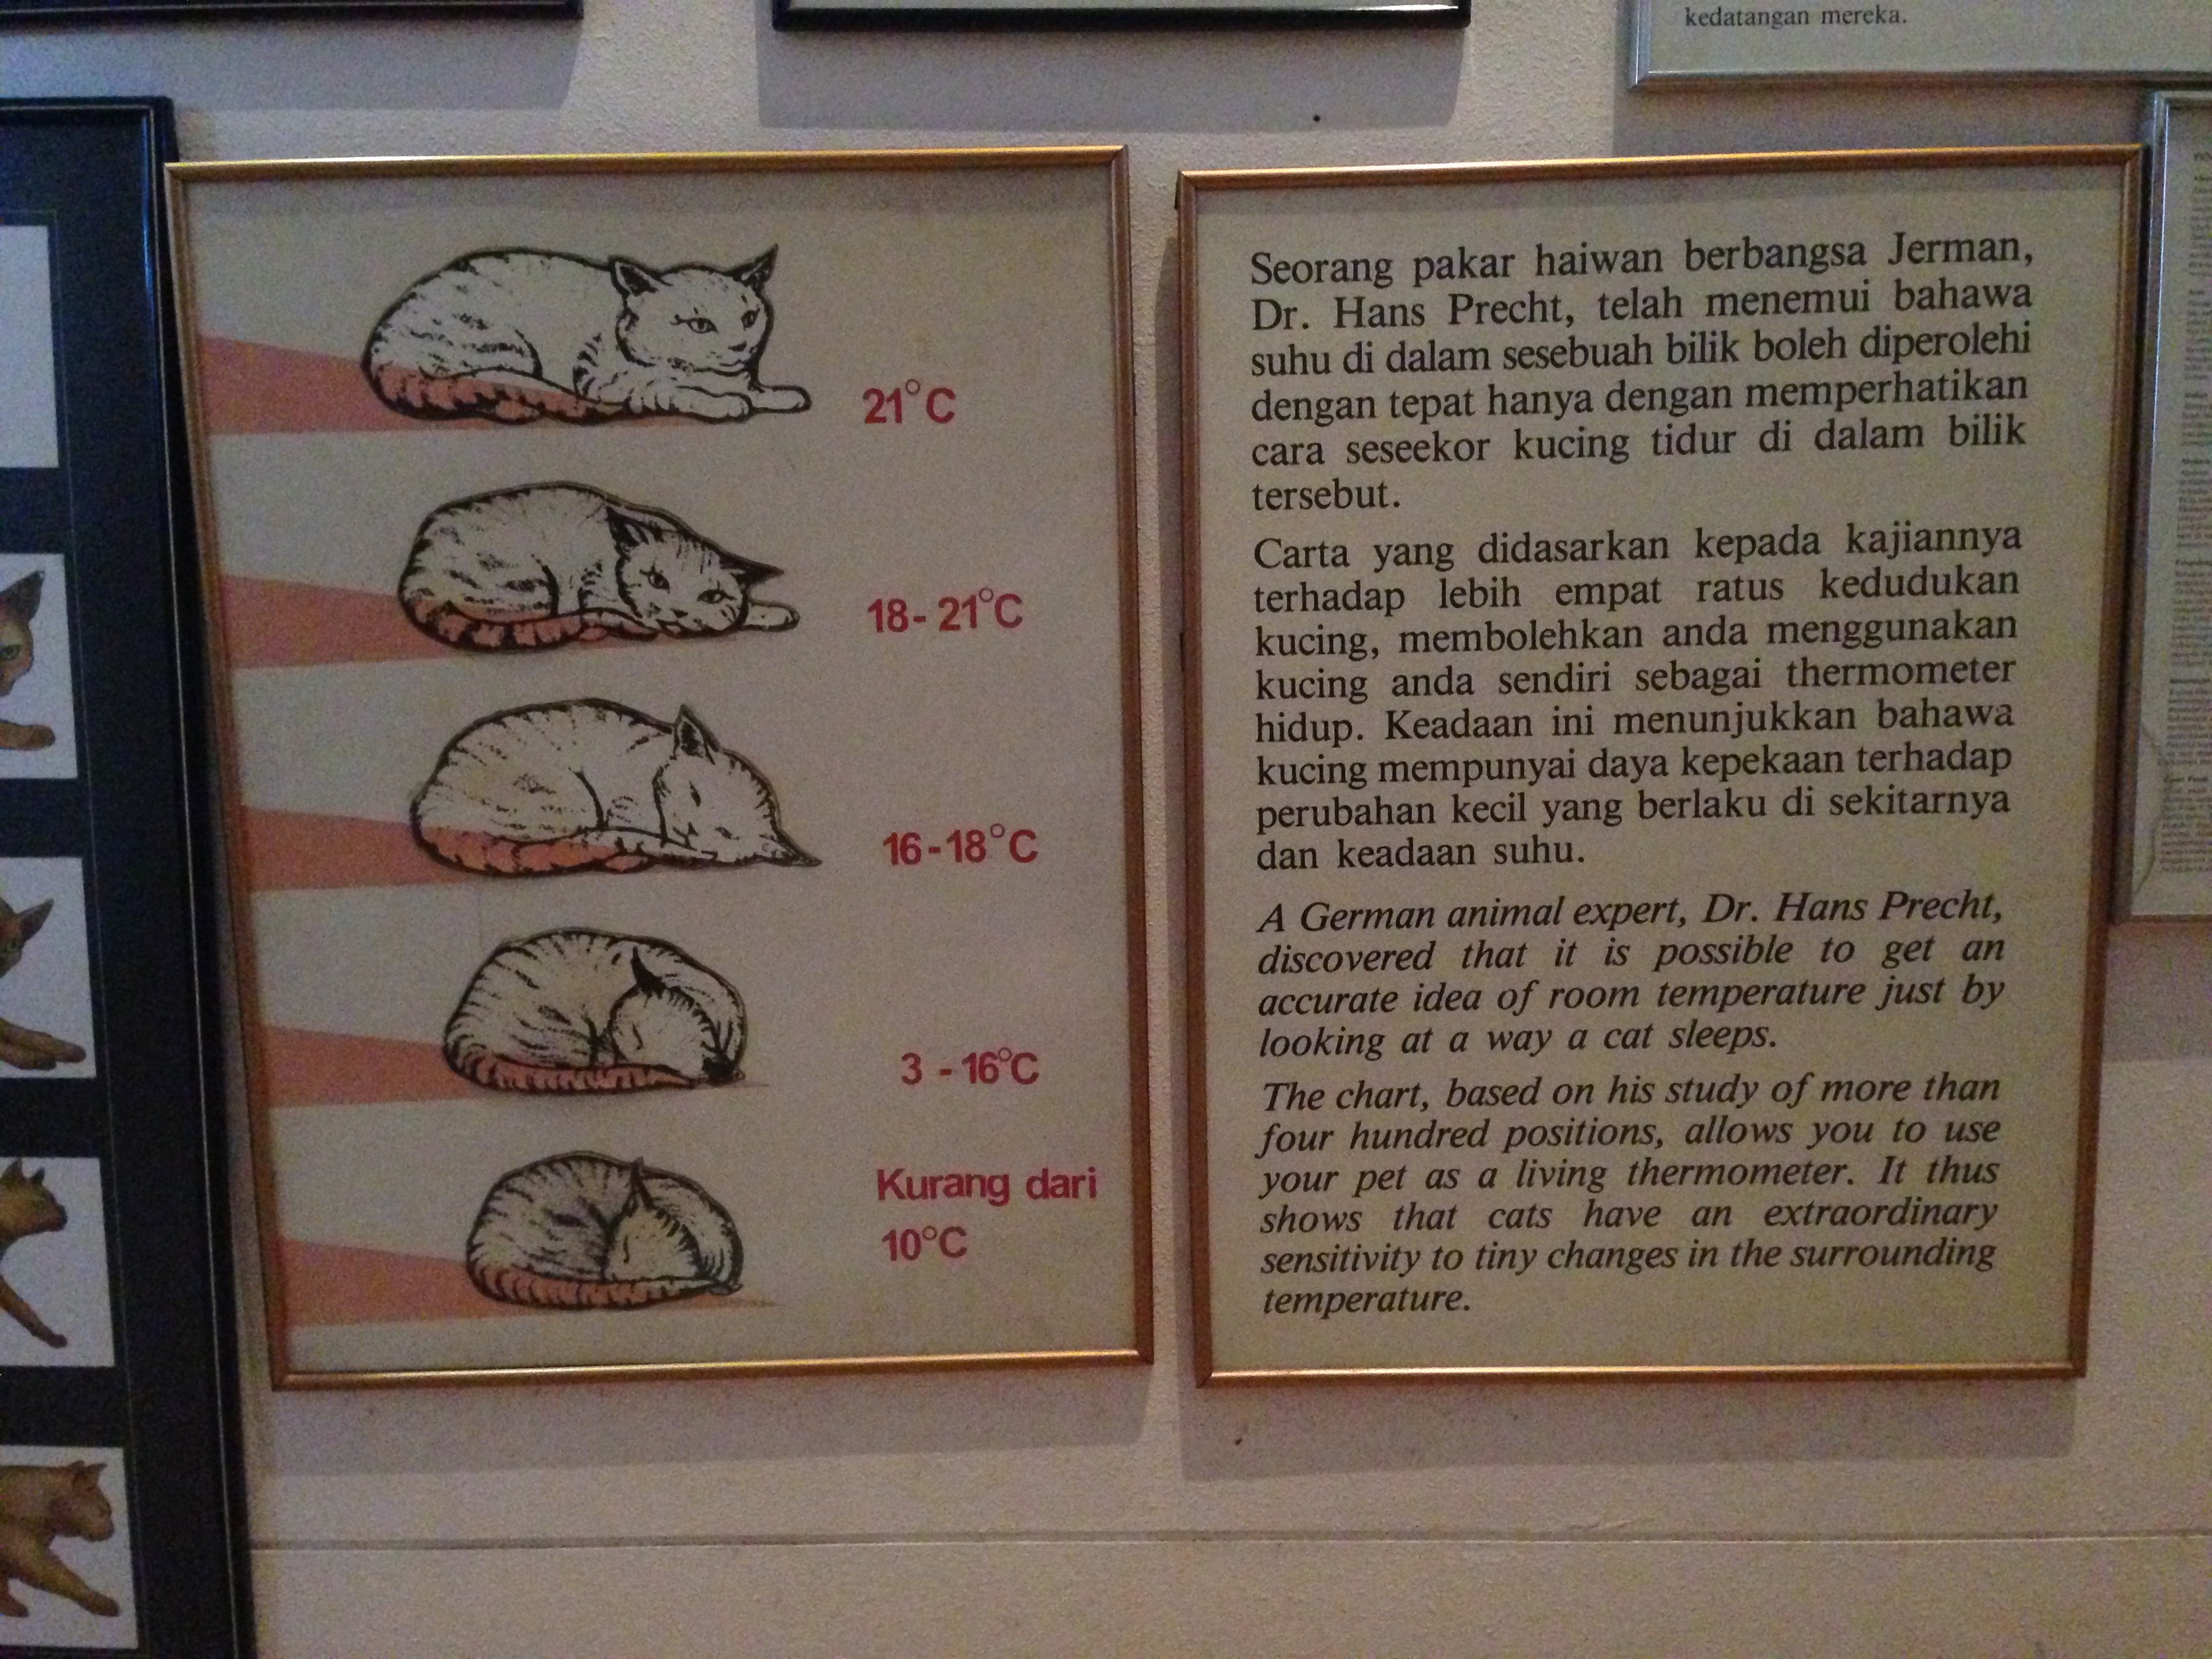 kedatangan mereka.
21°C
18-21°C
16-18°C
3 -16°C
Kurang dari
10°C
Seorang pakar haiwan berbangsa Jerman,
Dr. Hans Precht, telah menemui bahawa
suhu di dalam sesebuah bilik boleh diperolehi
dengan tepat hanya dengan memperhatikan
cara seseekor kucing tidur di dalam bilik
tersebut.
Carta yang didasarkan kepada kajiannya
terhadap lebih empat ratus kedudukan
kucing, membolehkan anda menggunakan
kucing anda sendiri sebagai thermometer
hidup. Keadaan ini menunjukkan bahawa
kucing mempunyai daya kepekaan terhadap
perubahan kecil yang berlaku di sekitarnya
dan keadaan suhu.
A German animal expert, Dr. Hans Precht,
discovered that it is possible to get an
accurate idea of room temperature just by
looking at a way a cat sleeps.
The chart, based on his study of more than
four hundred positions, allows you to use
your pet as a living thermometer. It thus
shows that cats have an extraordinary
sensitivity to tiny changes in the surrounding
temperature.